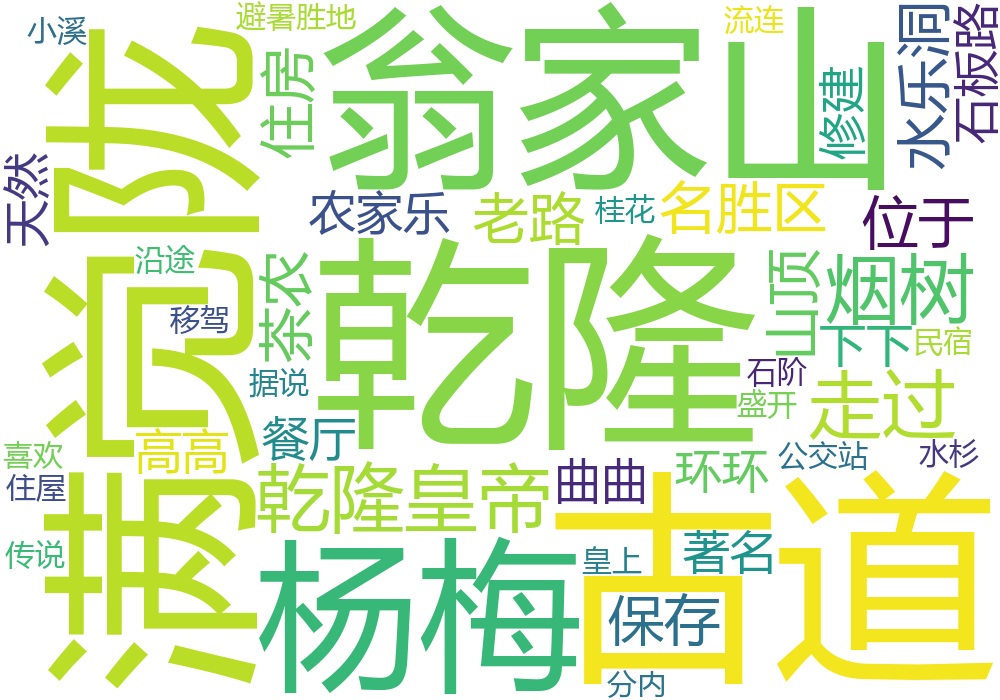 小溪
避暑胜地
流连
翁家山
水乐洞
石板路
修建
住房
满觉陇
天然
农家乐
老路
桂花
名胜区
位于
沿途
茶农
乾隆
山顶
烟树
移驾
下下
民宿
据说
石阶
盛开
走过
喜欢
高高
餐厅
公交站
水杉
住屋
乾隆皇帝
曲曲
环环
古道
传说
杨梅
皇上
著名
保存
分内